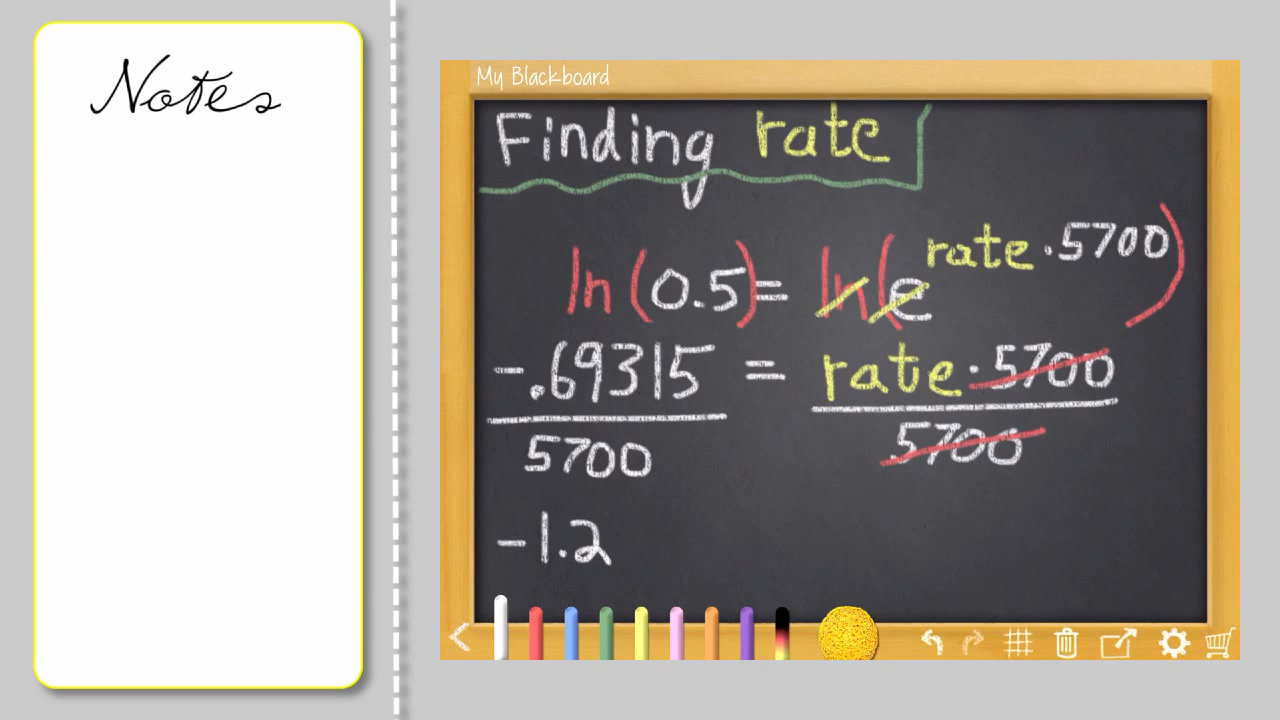 Notes
My Blackboard
Finding rate
ln(0.5) = ln(e^rate·5700)
-.69315 = rate·5700
5700 5700
-1.2